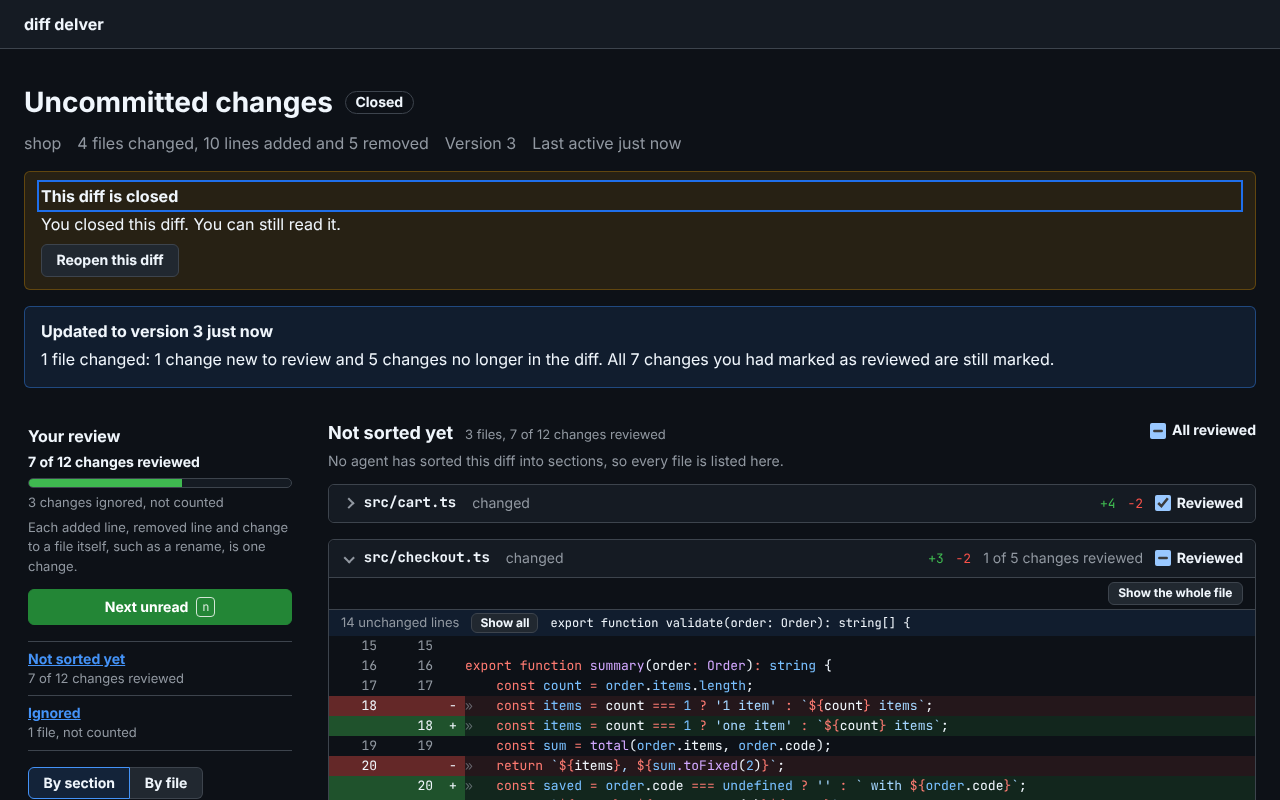 diff delver
Uncommitted changes Closed
shop 4 files changed, 10 lines added and 5 removed Version 3 Last active just now
This diff is closed
You closed this diff. You can still read it.
Reopen this diff
Updated to version 3 just now
1 file changed: 1 change new to review and 5 changes no longer in the diff. All 7 changes you had marked as reviewed are still marked.
Your review
7 of 12 changes reviewed
3 changes ignored, not counted
Each added line, removed line and change
to a file itself, such as a rename, is one
change.
Next unread n
Not sorted yet
7 of 12 changes reviewed
Ignored
1 file, not counted
By section By file
Not sorted yet 3 files, 7 of 12 changes reviewed All reviewed
No agent has sorted this diff into sections, so every file is listed here.
src/cart.ts changed +4 -2 Reviewed
src/checkout.ts changed +3 -2 1 of 5 changes reviewed Reviewed
Show the whole file
14 unchanged lines Show all export function validate(order: Order): string[] {
15 15
16 16 export function summary(order: Order): string {
17 17 const count = order.items.length;
18 - » const items = count === 1 ? '1 item' : `${count} items`;
18 + » const items = count === 1 ? 'one item' : `${count} items`;
19 19 const sum = total(order.items, order.code);
20 - » return `${items}, ${sum.toFixed(2)}`;
20 + » const saved = order.code === undefined ? '' : ` with ${order.code}`;